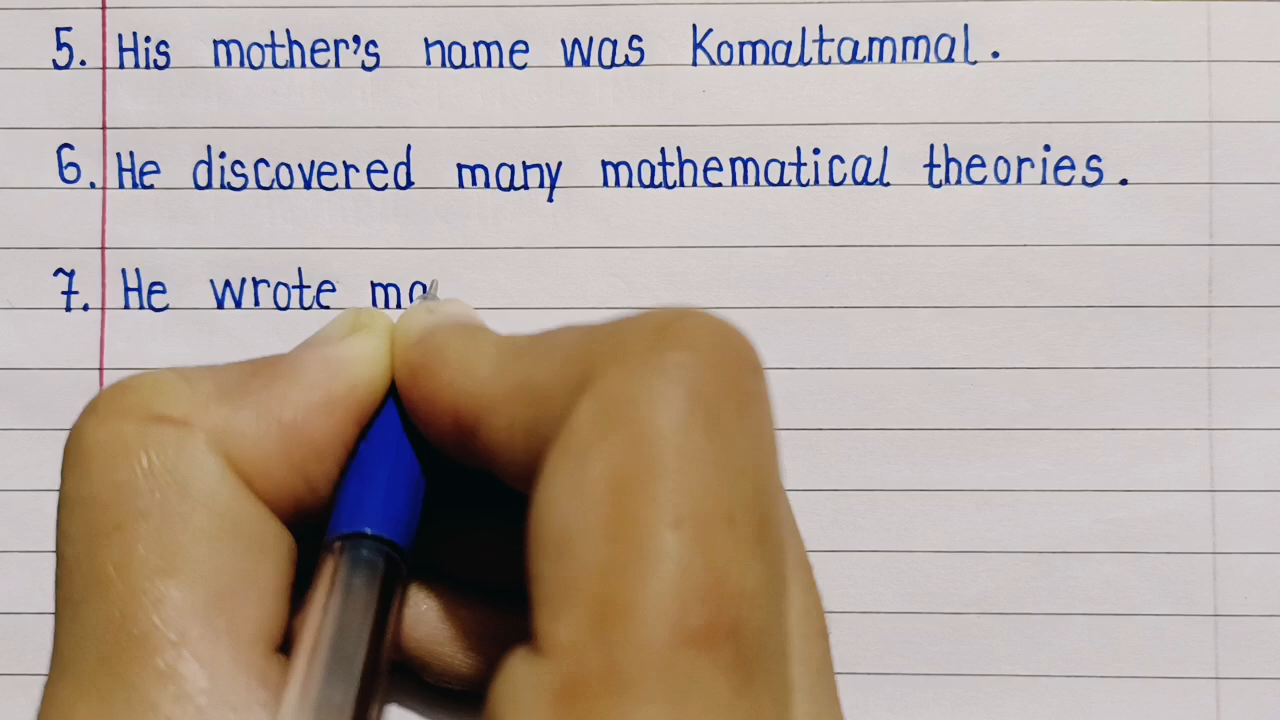 5. His mother's name was Komaltammal.
6. He discovered many mathematical theories.
7. He wrote